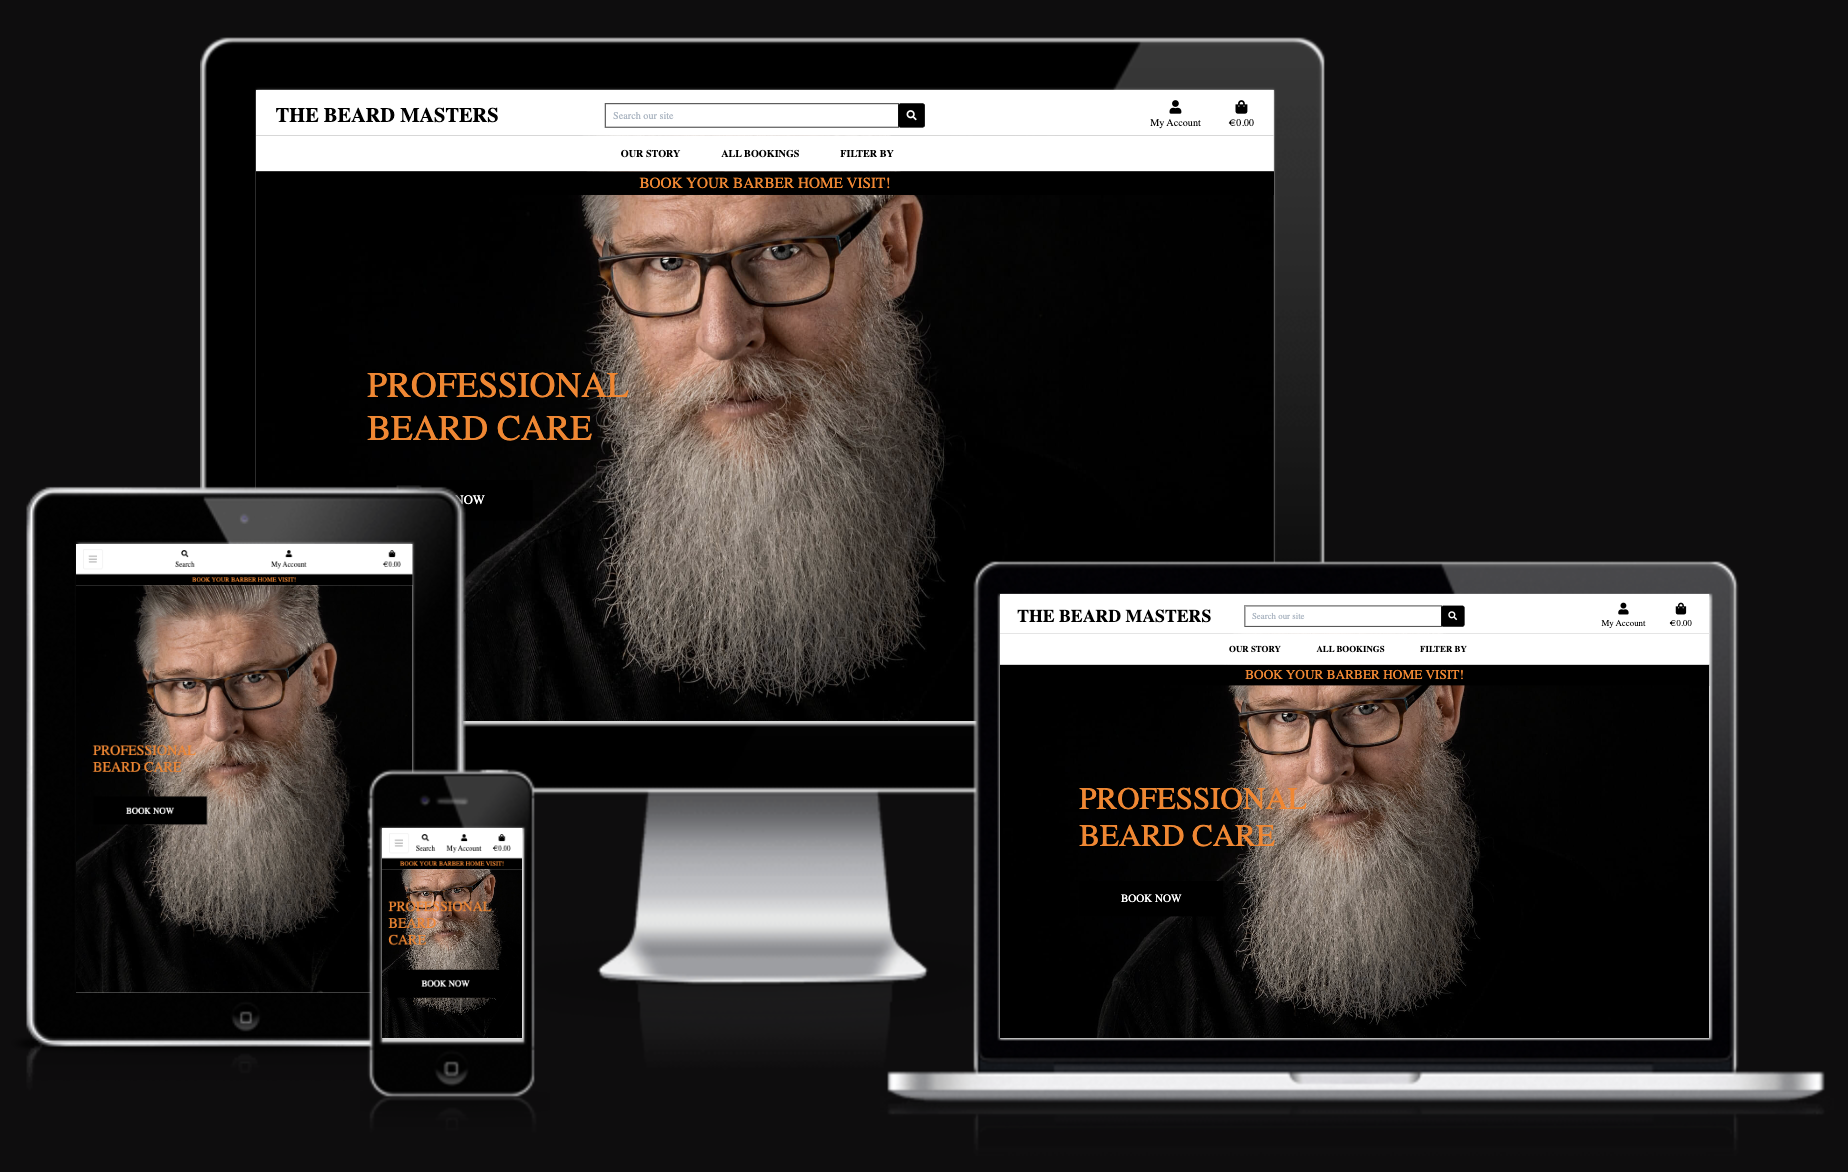 THE BEARD MASTERS
Search our site
My Account
€0.00
OUR STORY ALL BOOKINGS FILTER BY
BOOK YOUR BARBER HOME VISIT!
PROFESSIONAL
BEARD CARE
NOW
Search My Account €0.00
BOOK YOUR BARBER HOME VISIT!
PROFESSIONAL
BEARD CARE
BOOK NOW
Search My Account €0.00
BOOK YOUR BARBER HOME VISIT!
PROFESSIONAL
BEARD
CARE
BOOK NOW
THE BEARD MASTERS
Search our site
My Account
€0.00
OUR STORY ALL BOOKINGS FILTER BY
BOOK YOUR BARBER HOME VISIT!
PROFESSIONAL
BEARD CARE
BOOK NOW